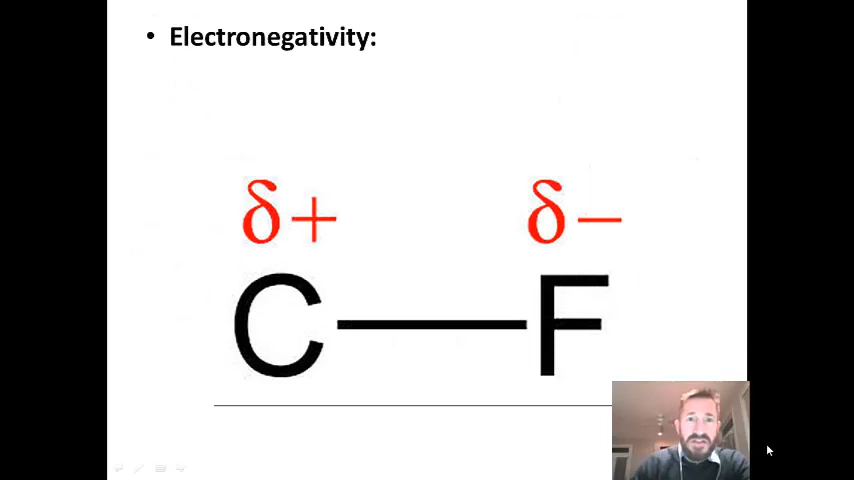 • Electronegativity:
δ+ δ−
C — F